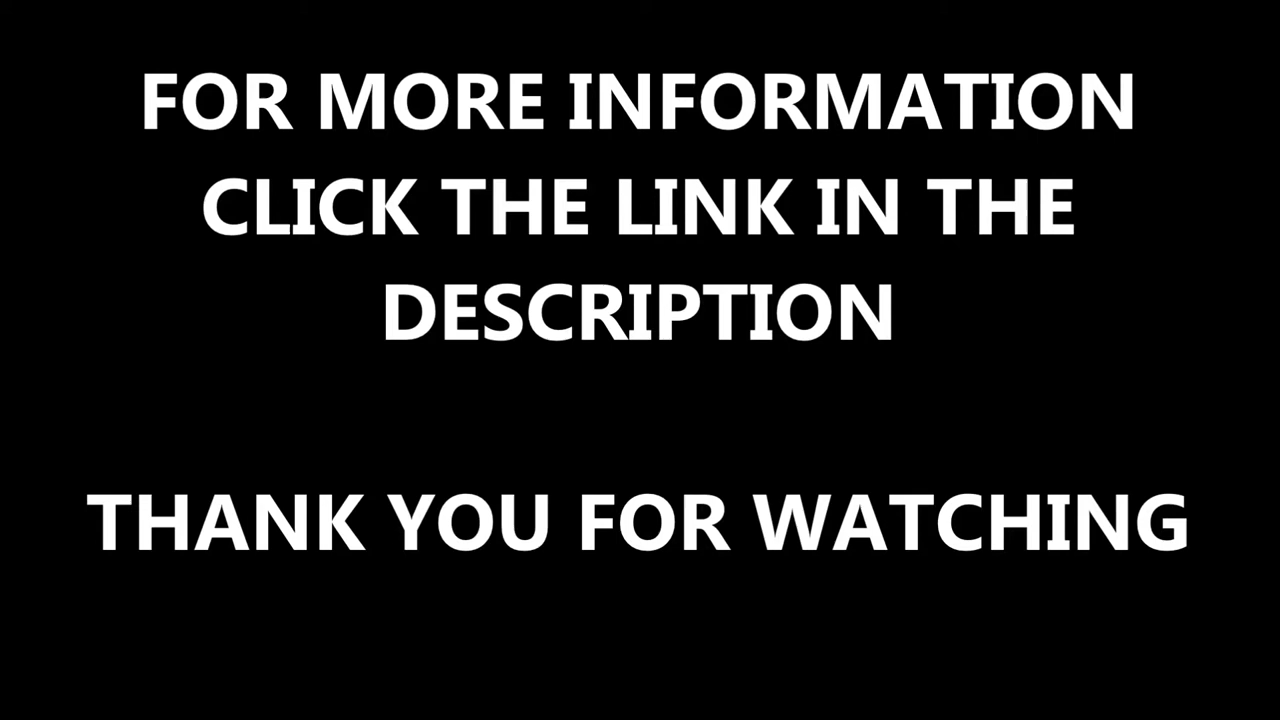 FOR MORE INFORMATION
CLICK THE LINK IN THE
DESCRIPTION
THANK YOU FOR WATCHING